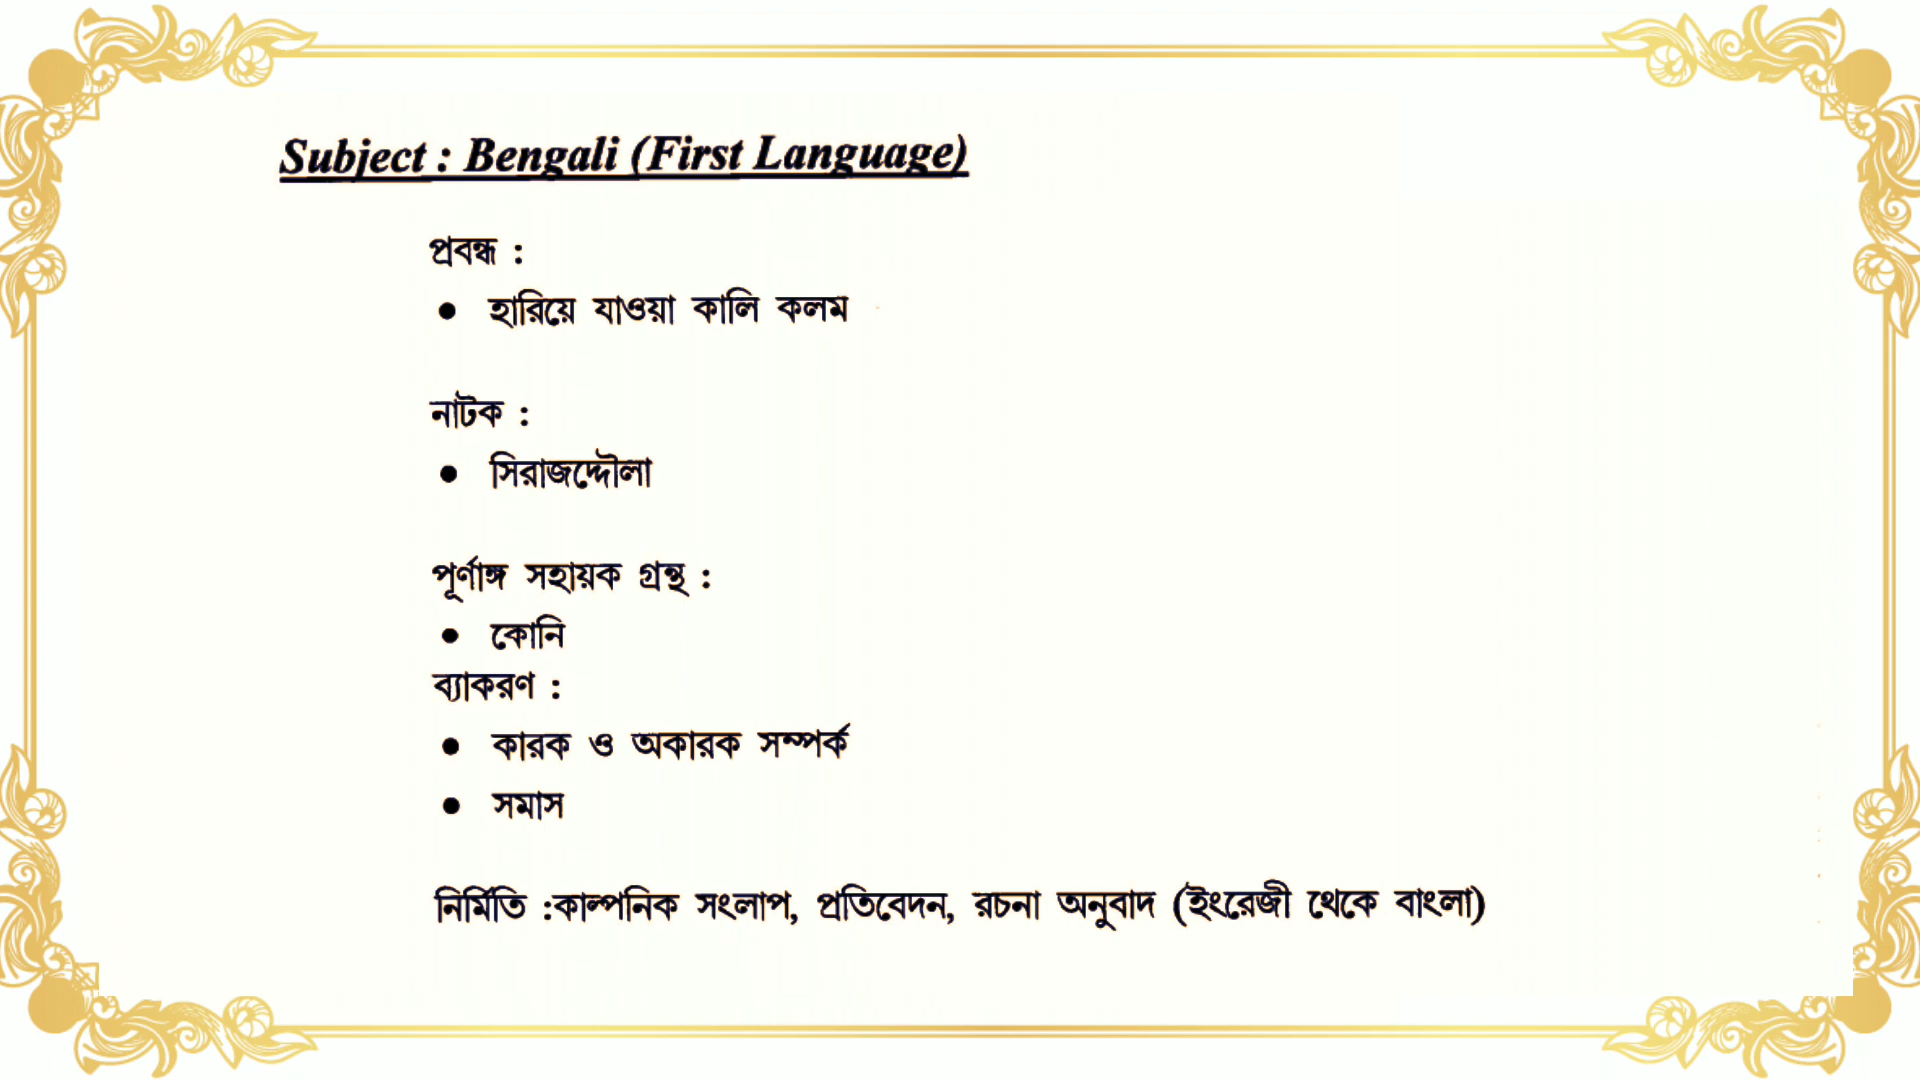 Subject : Bengali (First Language)
প্রবন্ধ :
● হারিয়ে যাওয়া কালি কলম
নাটক :
● সিরাজদ্দৌলা
পূর্ণাঙ্গ সহায়ক গ্রন্থ :
● কোনি
ব্যাকরণ :
● কারক ও অকারক সম্পর্ক
● সমাস
নির্মিতি :কাল্পনিক সংলাপ, প্রতিবেদন, রচনা অনুবাদ (ইংরেজী থেকে বাংলা)